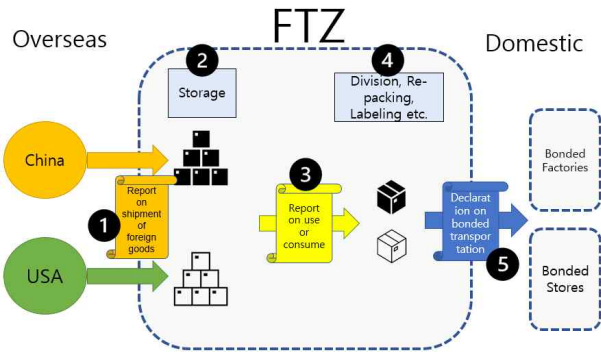 FTZ
Overseas
Domestic
2
Storage
4
Division, Re-
packing,
Labeling etc.
China
USA
1
Report
on
shipment
of
foreign
goods
3
Report
on use
or
consume
Declarat
ion on
bonded
transpor
tation
5
Bonded
Factories
Bonded
Stores